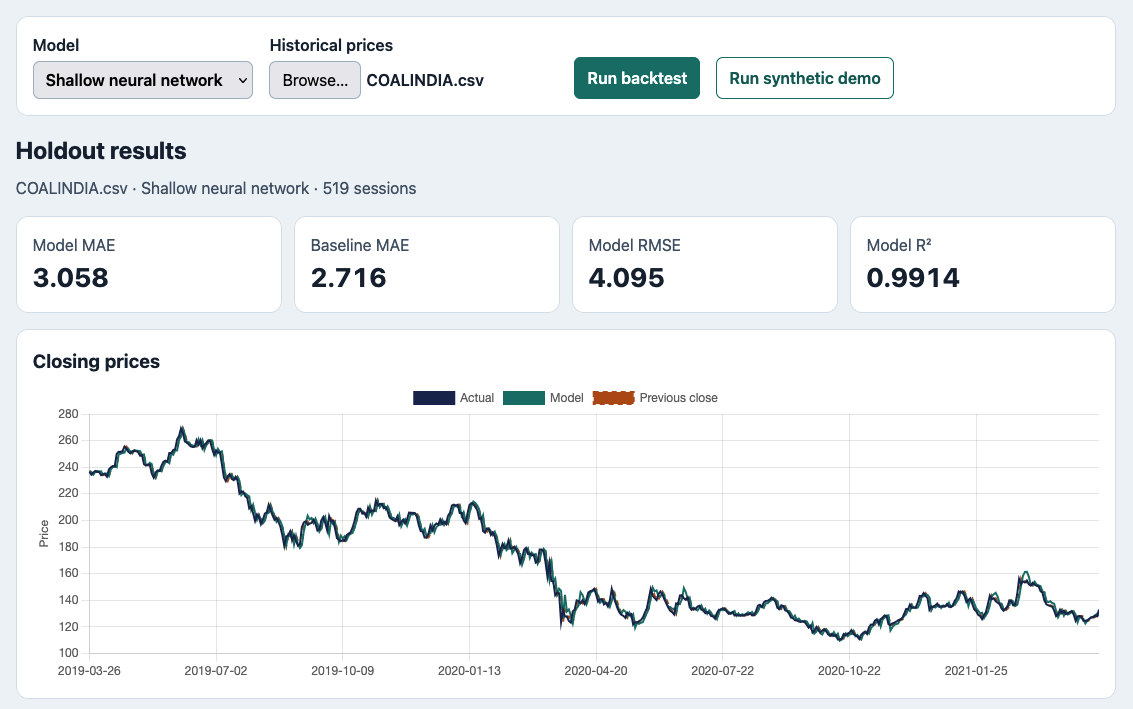 Model
Historical prices
Shallow neural network
Browse... COALINDIA.csv
Run backtest
Run synthetic demo
Holdout results
COALINDIA.csv · Shallow neural network · 519 sessions
Model MAE
3.058
Baseline MAE
2.716
Model RMSE
4.095
Model R²
0.9914
Closing prices
Actual Model Previous close
Price
280
260
240
220
200
180
160
140
120
100
2019-03-26 2019-07-02 2019-10-09 2020-01-13 2020-04-20 2020-07-22 2020-10-22 2021-01-25